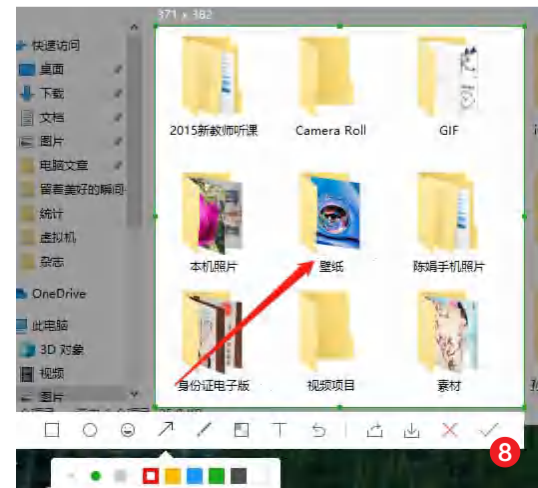 371 x 382
快速访问
桌面
下载
文档
图片
电脑文章
留着美好的瞬间
统计
虚拟机
杂志
OneDrive
此电脑
3D 对象
视频
图片
2015新教师听课
Camera Roll
GIF
本机照片
壁纸
陈娟手机照片
身份证电子版
视频项目
素材
8